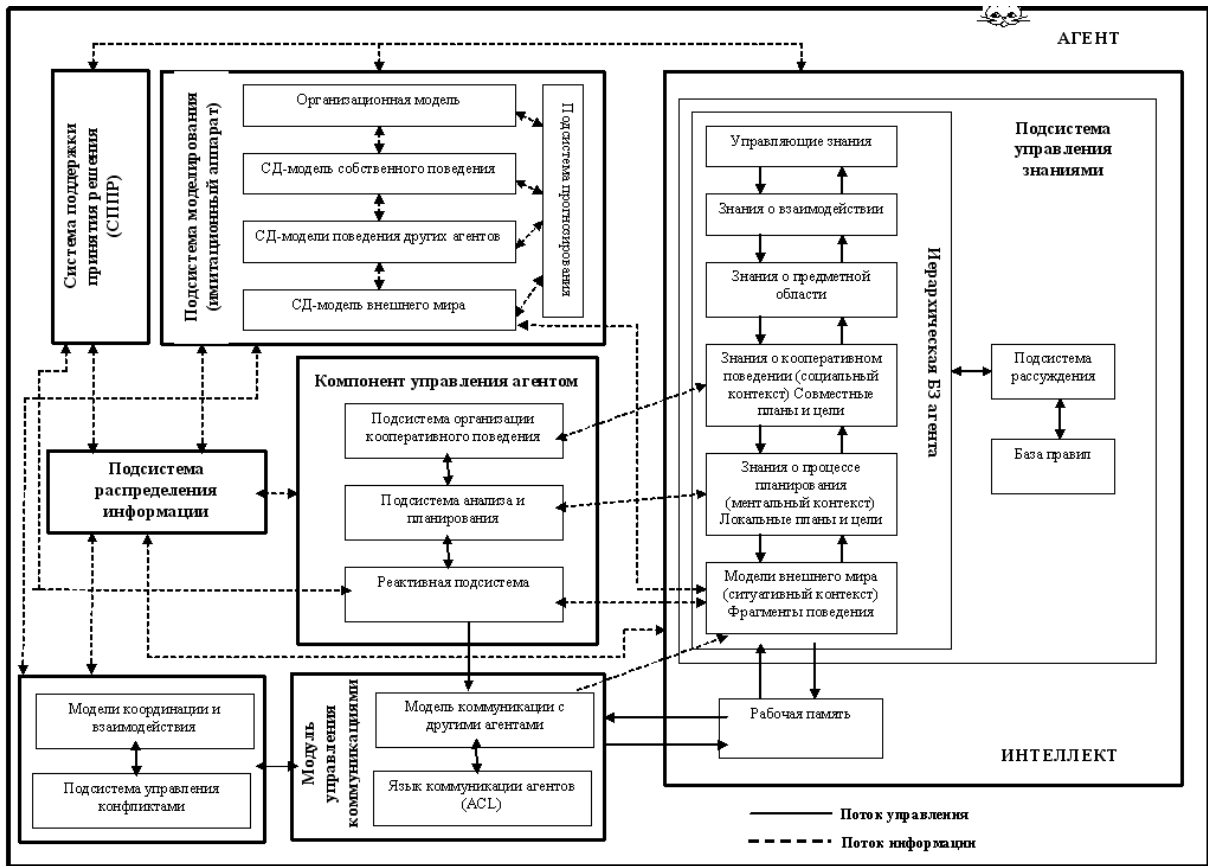 АГЕНТ
Система поддержки
принятия решения
(СППР)
Подсистема моделирования
(имитационный аппарат)
Организационная модель
СД-модель собственного поведения
СД-модели поведения других агентов
СД-модель внешнего мира
Подсистема прогнозирования
Подсистема
управления
знаниями
Управляющие знания
Знания о взаимодействии
Знания о предметной
области
Знания о кооперативном
поведении (социальный
контекст) Совместные
планы и цели
Знания о процессе
планирования
(ментальный контекст)
Локальные планы и цели
Модели внешнего мира
(ситуативный контекст)
Фрагменты поведения
Иерархическая БЗ агента
Подсистема
рассуждения
База правил
Компонент управления агентом
Подсистема организации
кооперативного поведения
Подсистема анализа и
планирования
Реактивная подсистема
Подсистема
распределения
информации
Модели координации и
взаимодействия
Подсистема управления
конфликтами
Модуль
управления
коммуникациями
Модель коммуникации с
другими агентами
Язык коммуникации агентов
(ACL)
Рабочая память
ИНТЕЛЛЕКТ
Поток управления
Поток информации